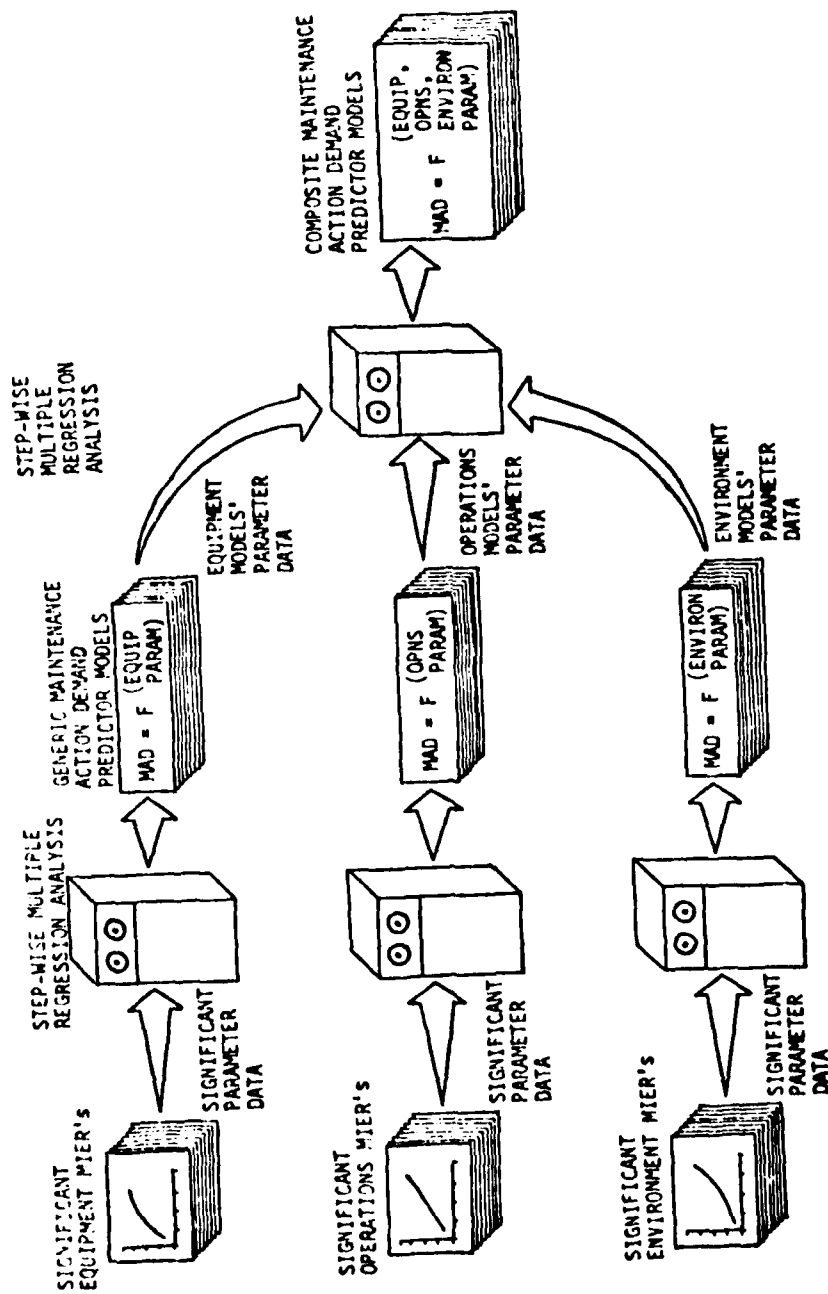 SIGNIFICANT
EQUIPMENT MIER's
SIGNIFICANT
PARAMETER
DATA
STEP-WISE MULTIPLE
REGRESSION ANALYSIS
GENERIC MAINTENANCE
ACTION DEMAND
PREDICTOR MODELS
MAD = F (EQUIP
PARAM)
EQUIPMENT
MODELS'
PARAMETER
DATA
STEP-WISE
MULTIPLE
REGRESSION
ANALYSIS
SIGNIFICANT
OPERATIONS MIER's
SIGNIFICANT
PARAMETER
DATA
MAD = F (OPNS
PARAM)
OPERATIONS
MODELS'
PARAMETER
DATA
COMPOSITE MAINTENANCE
ACTION DEMAND
PREDICTOR MODELS
MAD = F (EQUIP,
OPNS,
ENVIRON
PARAM)
SIGNIFICANT
ENVIRONMENT MIER's
SIGNIFICANT
PARAMETER
DATA
MAD = F (ENVIRON
PARAM)
ENVIRONMENT
MODELS'
PARAMETER
DATA